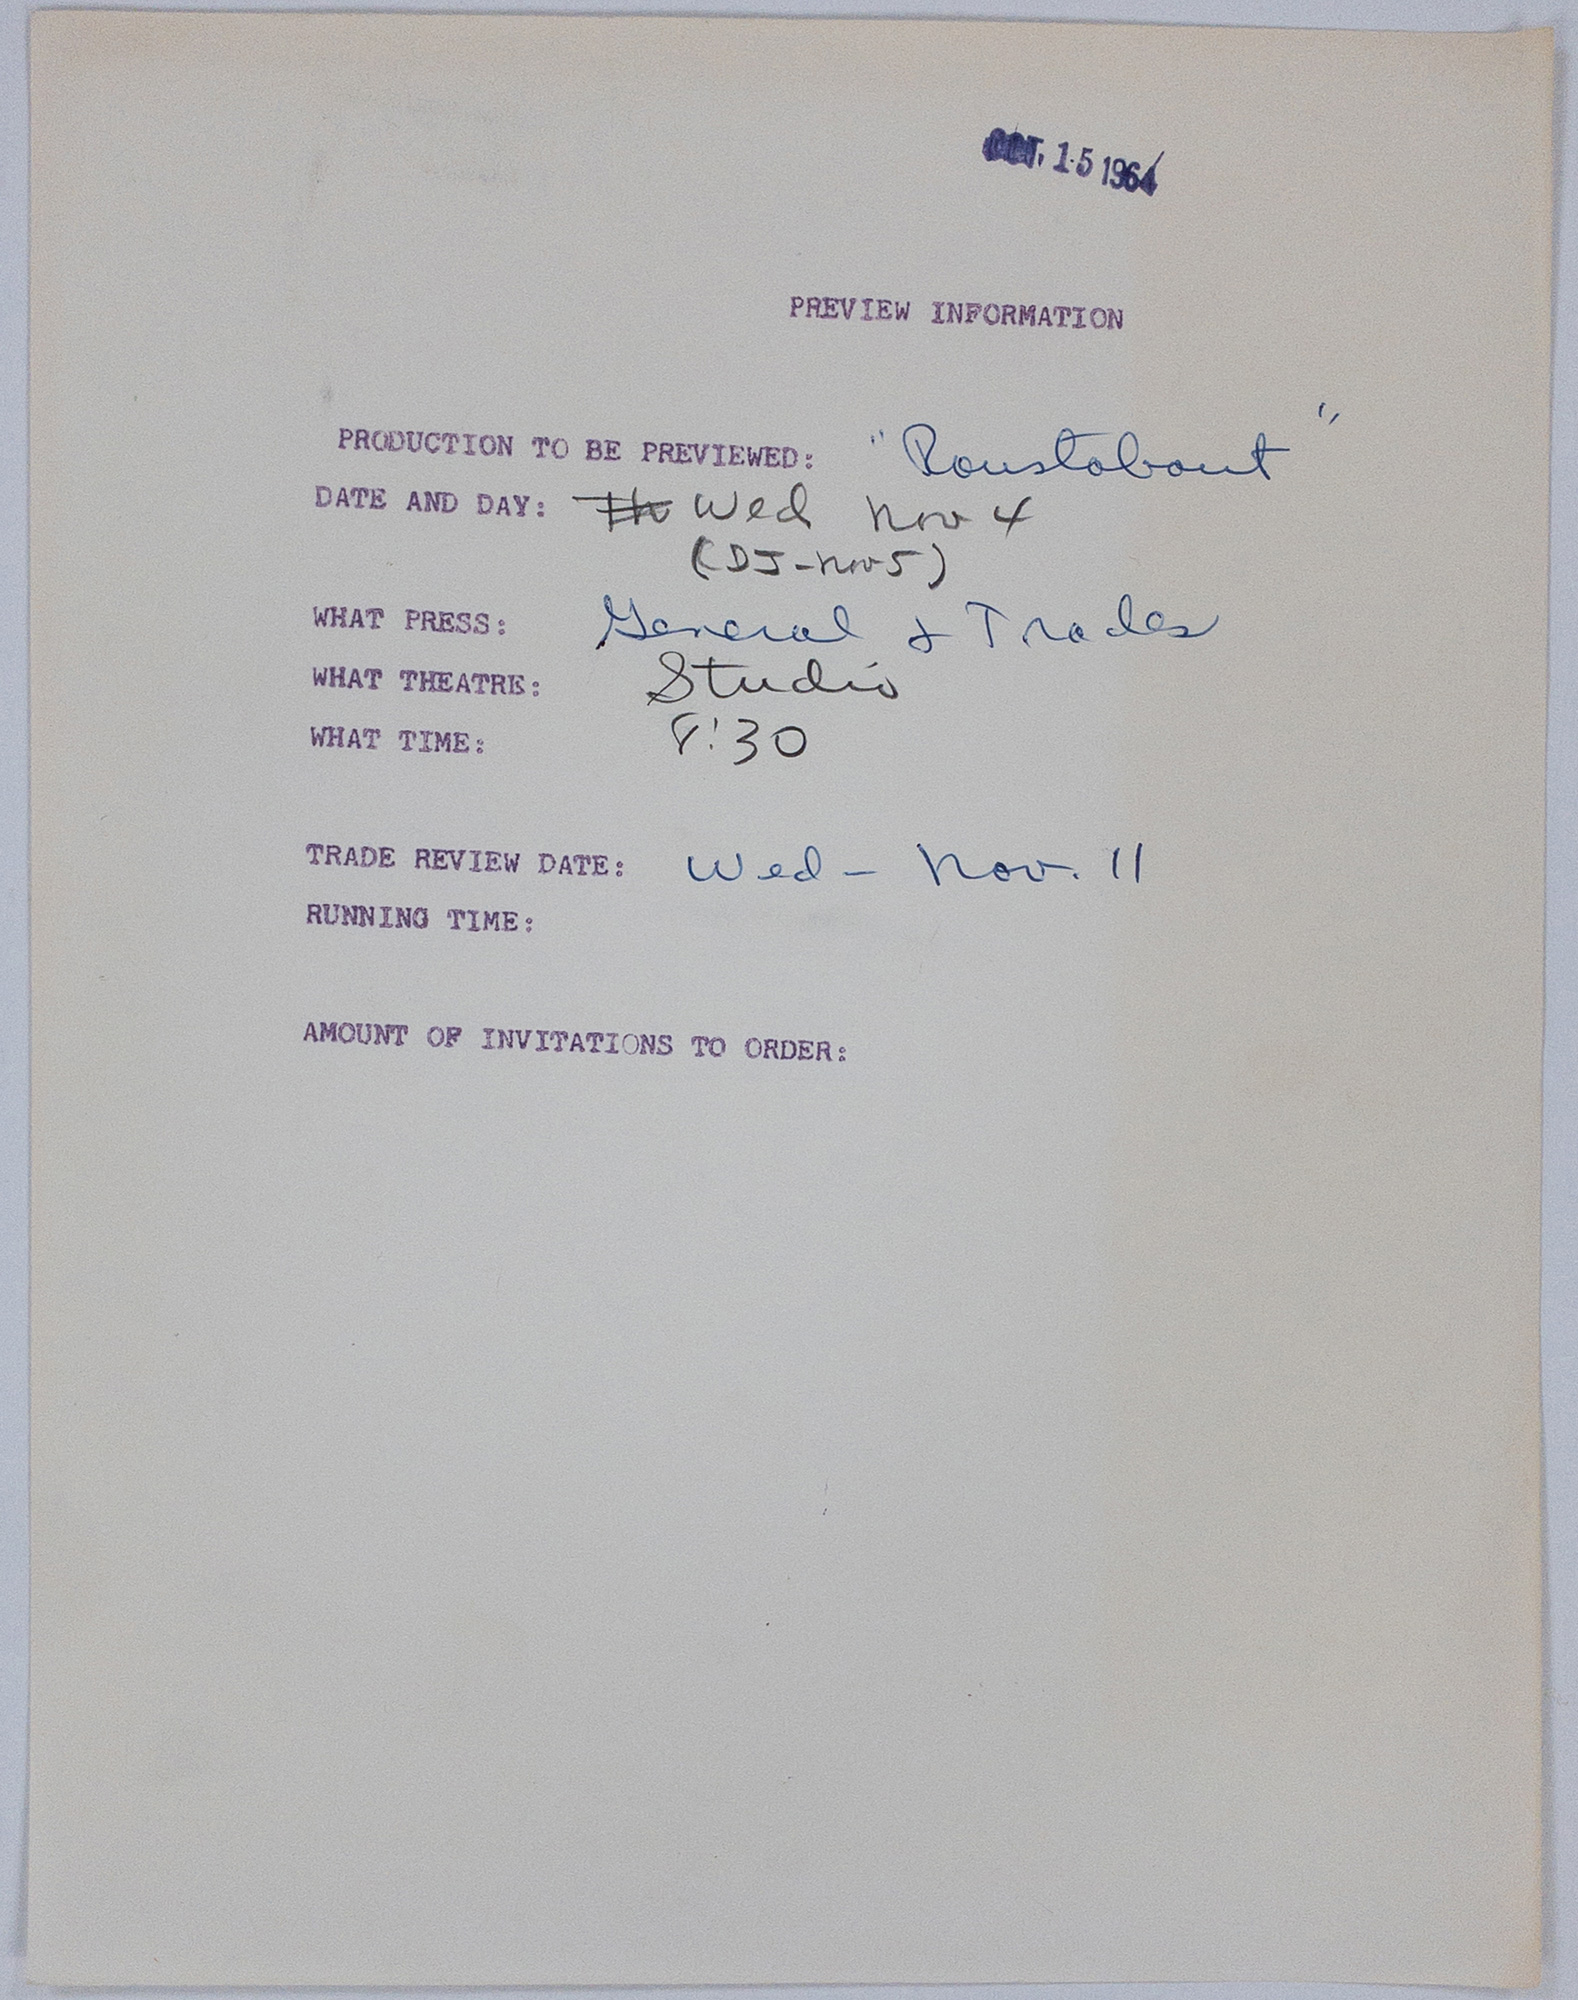 OCT. 15 1964
PREVIEW INFORMATION
PRODUCTION TO BE PREVIEWED: "Roustabout"
DATE AND DAY: Th Wed Nov 4
(DJ-Nov 5)
WHAT PRESS: General & Trades
WHAT THEATRE: Studio
WHAT TIME: 8:30
TRADE REVIEW DATE: Wed - Nov. 11
RUNNING TIME:
AMOUNT OF INVITATIONS TO ORDER: